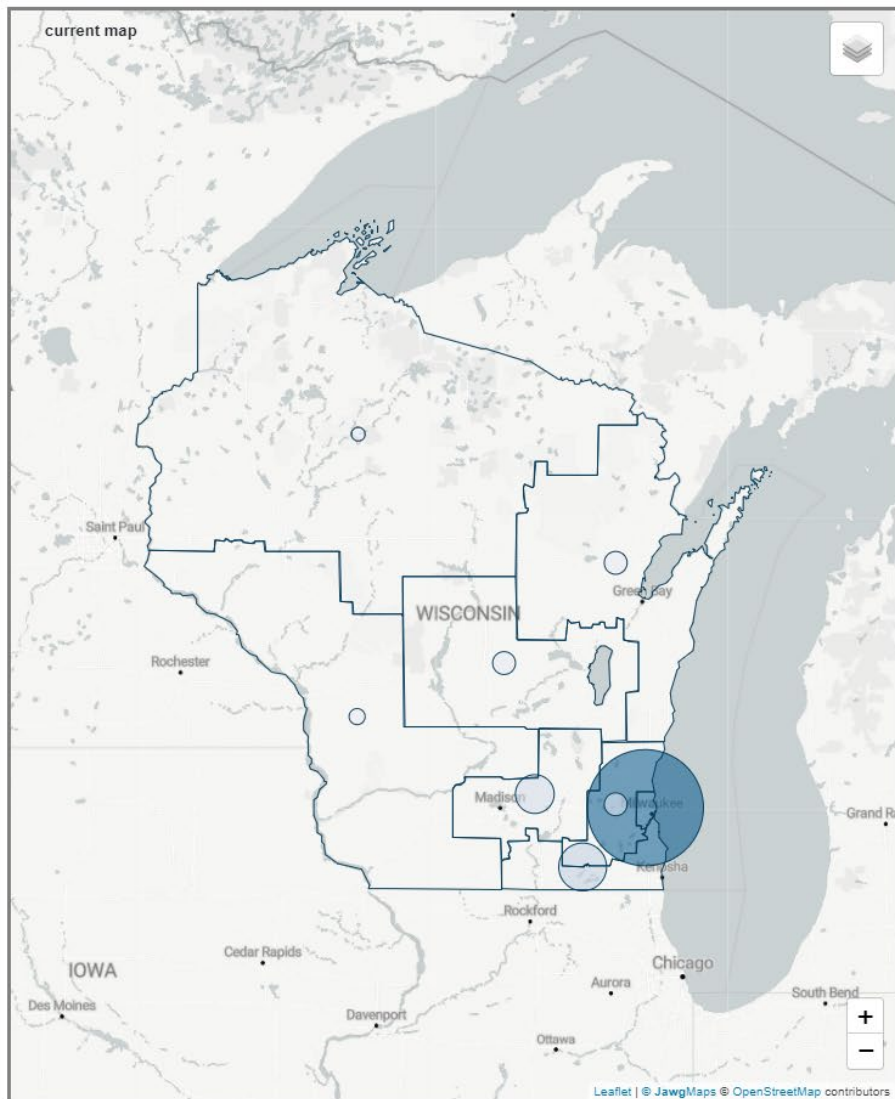 current map
Saint Paul
Green Bay
WISCONSIN
Rochester
Madison
Milwaukee
Grand Ra
Kenosha
Rockford
Cedar Rapids
IOWA
Chicago
Aurora
South Bend
Des Moines
Davenport
Ottawa
+
−
Leaflet | © JawgMaps © OpenStreetMap contributors